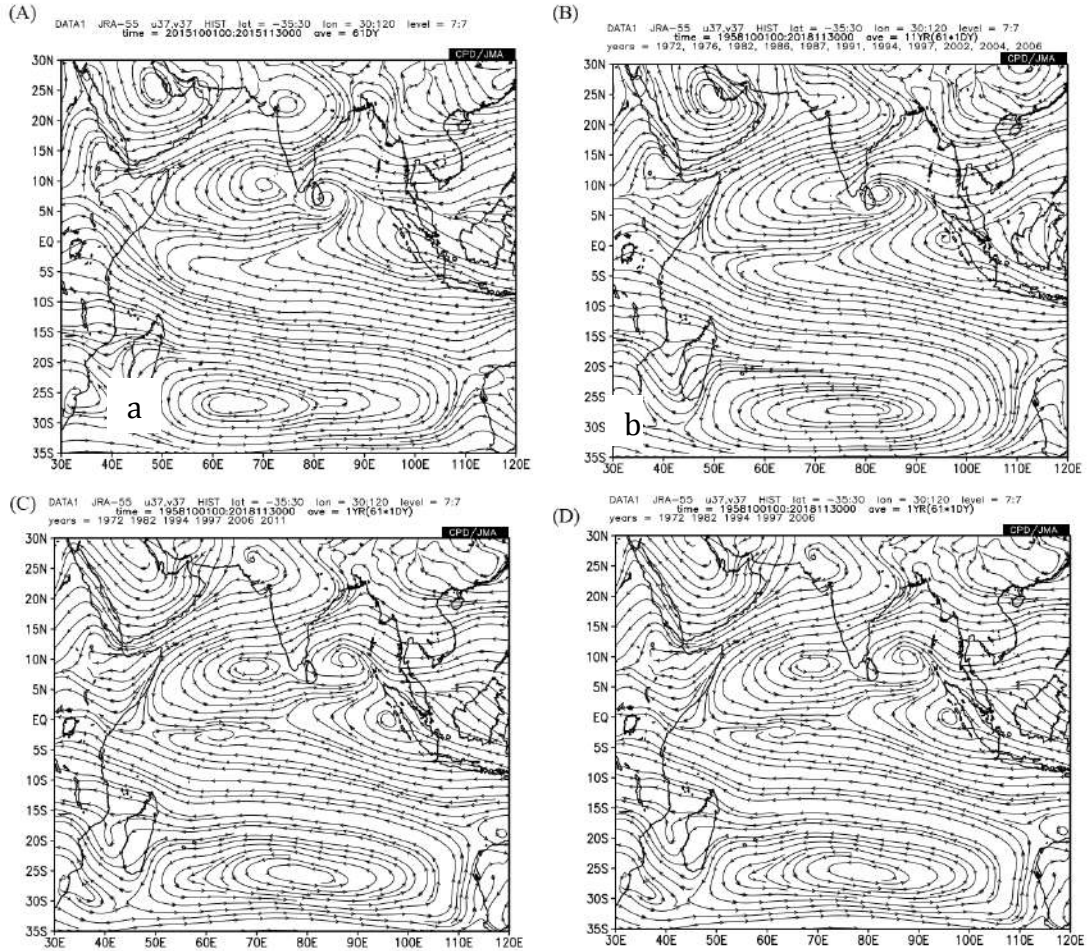 (A)
DATA1 JRA-55 u37,v37 HIST lat = -35:30 lon = 30:120 level = 7:7
time = 2015100100:2015113000 ave = 61DY
CPD/JMA
30N
25N
20N
15N
10N
5N
EQ
5S
10S
15S
20S
25S
30S
35S
a
30E 40E 50E 60E 70E 80E 90E 100E 110E 120E
(B)
DATA1 JRA-55 u37,v37 HIST lat = -35:30 lon = 30:120 level = 7:7
time = 1958100100:2018113000 ave = 11YR(61*1DY)
years = 1972, 1976, 1982, 1986, 1987, 1991, 1994, 1997, 2002, 2004, 2006
CPD/JMA
30N
25N
20N
15N
10N
5N
EQ
5S
10S
15S
20S
25S
30S
35S
b
30E 40E 50E 60E 70E 80E 90E 100E 110E 120E
(C)
DATA1 JRA-55 u37,v37 HIST lat = -35:30 lon = 30:120 level = 7:7
time = 1958100100:2018113000 ave = 1YR(61*1DY)
years = 1972 1982 1994 1997 2006 2011
CPD/JMA
30N
25N
20N
15N
10N
5N
EQ
5S
10S
15S
20S
25S
30S
35S
30E 40E 50E 60E 70E 80E 90E 100E 110E 120E
(D)
DATA1 JRA-55 u37,v37 HIST lat = -35:30 lon = 30:120 level = 7:7
time = 1958100100:2018113000 ave = 1YR(61*1DY)
years = 1972 1982 1994 1997 2006
CPD/JMA
30N
25N
20N
15N
10N
5N
EQ
5S
10S
15S
20S
25S
30S
35S
30E 40E 50E 60E 70E 80E 90E 100E 110E 120E